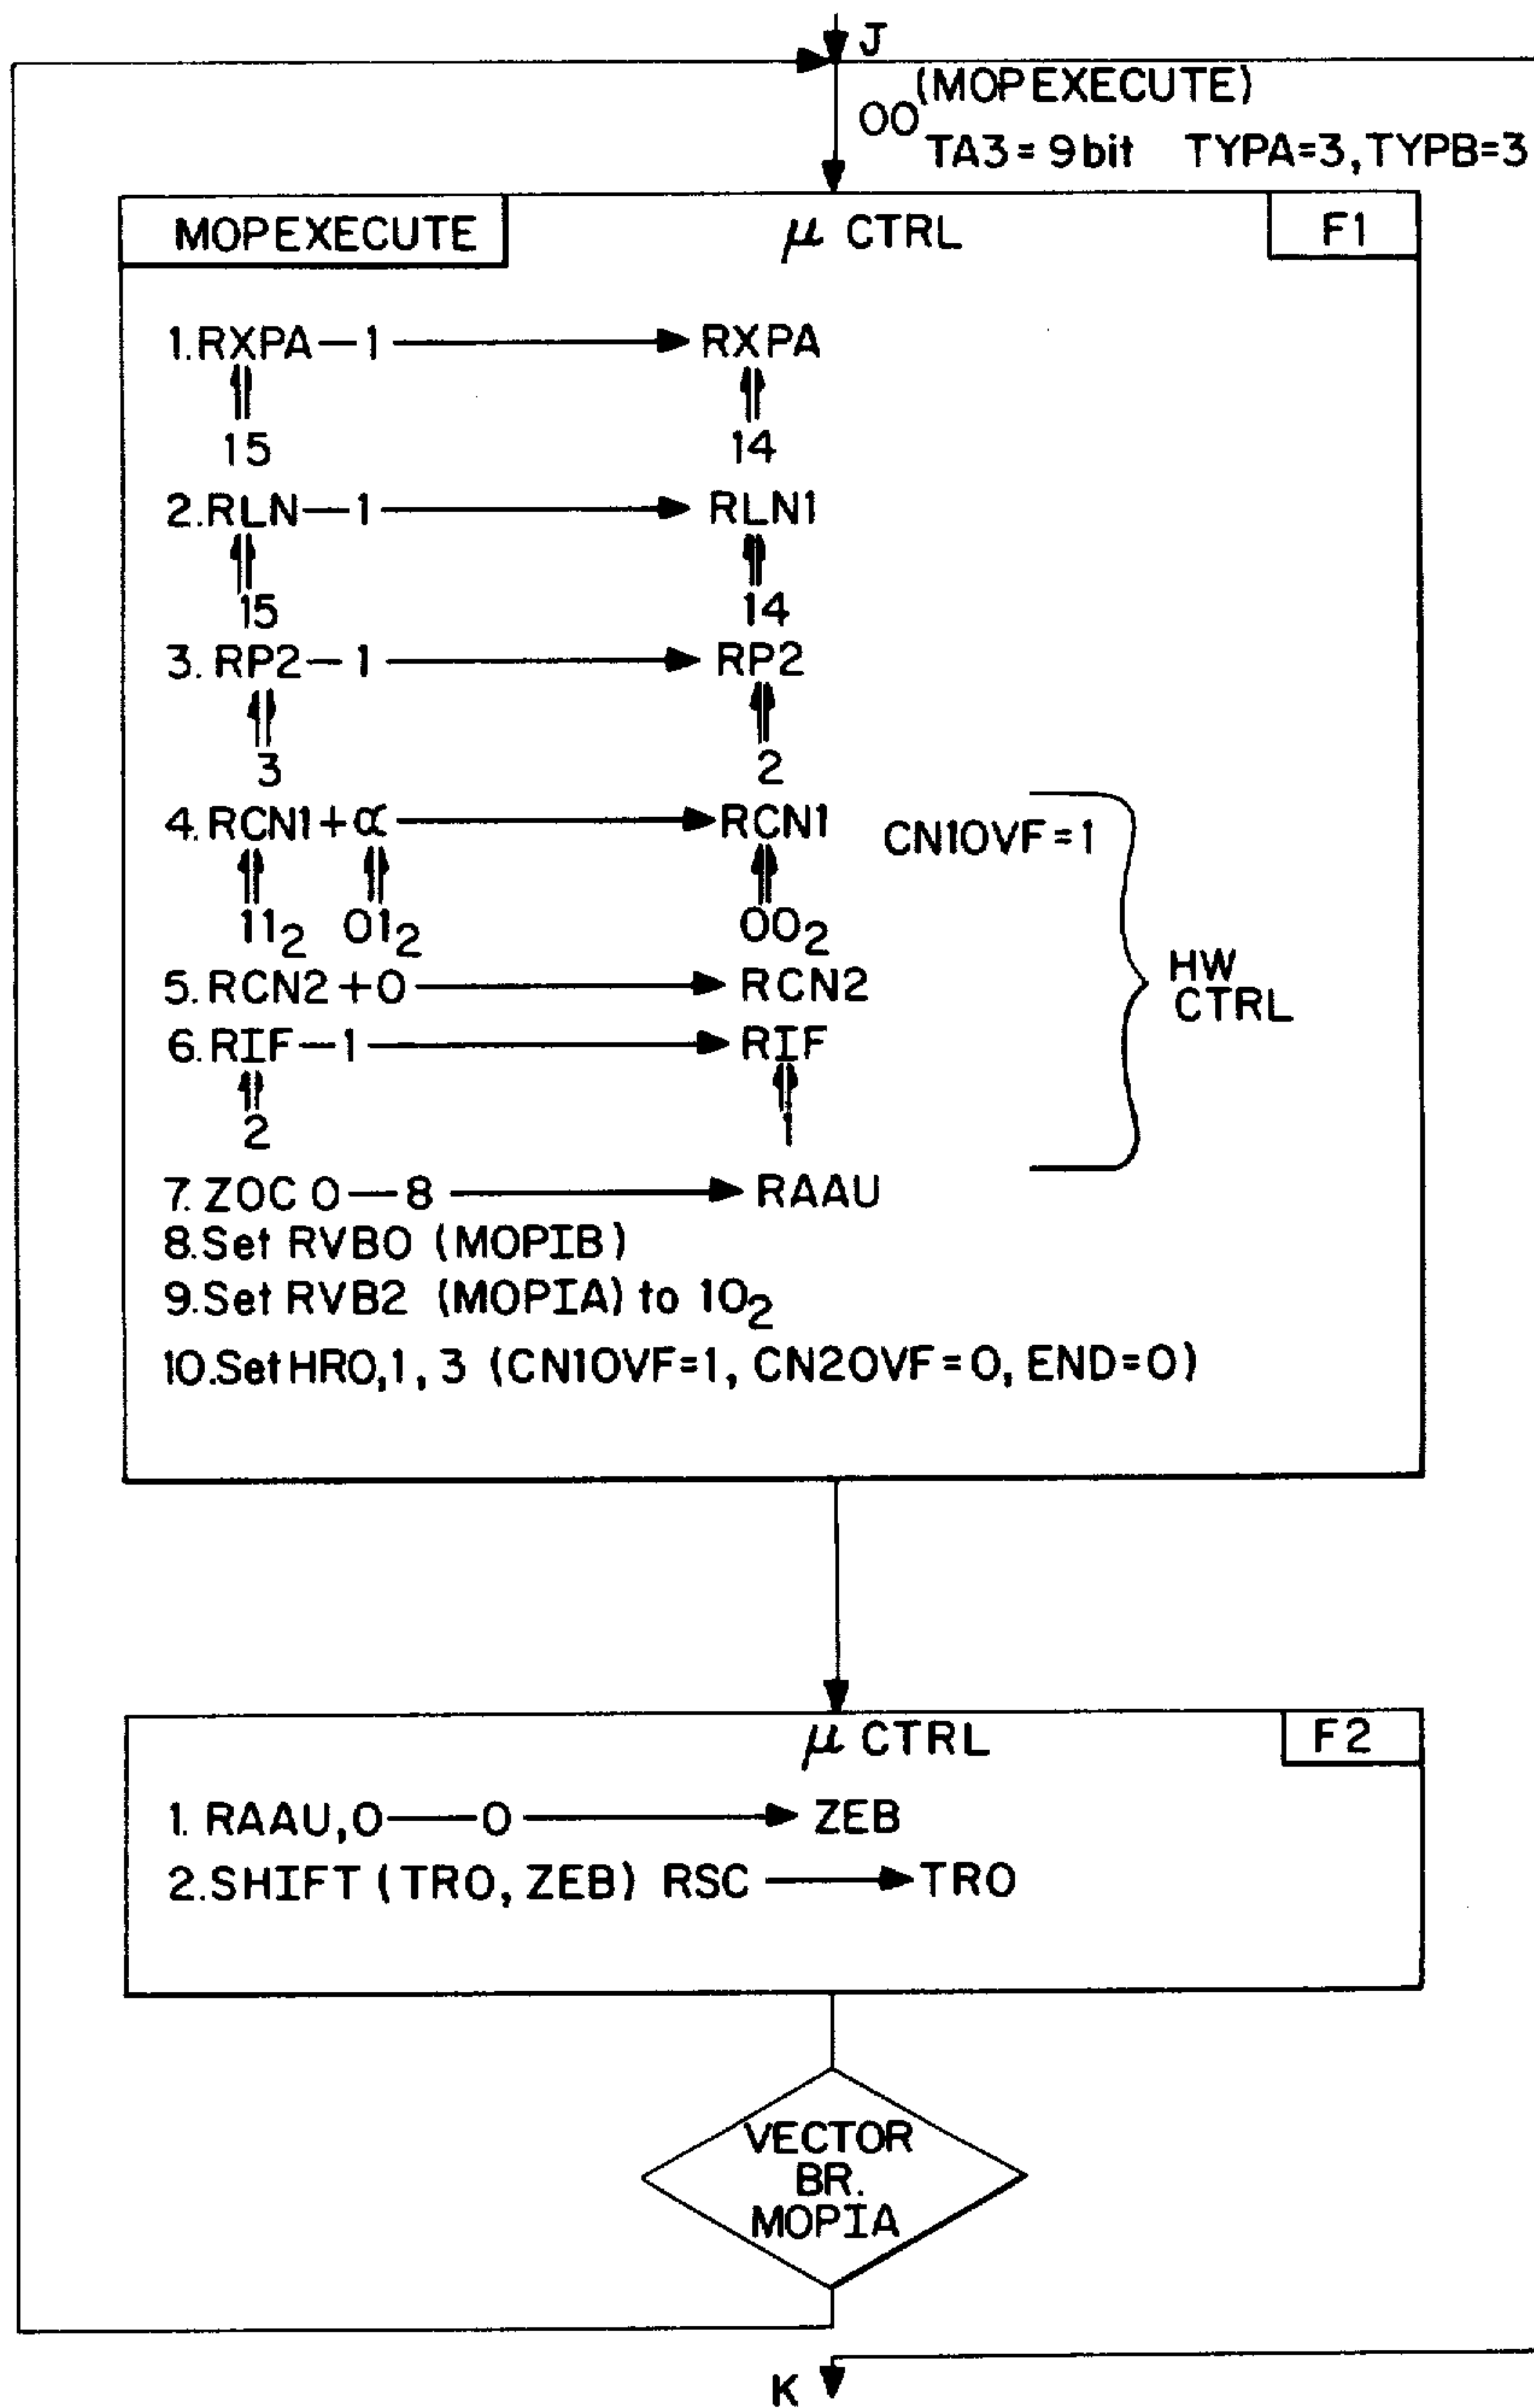 J
(MOPEXECUTE)
00
TA3 = 9bit TYPA=3, TYPB=3
MOPEXECUTE
μ CTRL
F1
1. RXPA—1 RXPA
15 14
2. RLN—1 RLN1
15 14
3. RP2—1 RP2
3 2
4. RCN1+α RCN1 CN1OVF=1
11₂ 01₂ 00₂
5. RCN2+0 RCN2
HW
CTRL
6. RIF—1 RIF
2 1
7. ZOC 0—8 RAAU
8. Set RVB0 (MOPIB)
9. Set RVB2 (MOPIA) to 10₂
10. Set HR0,1,3 (CN1OVF=1, CN2OVF=0, END=0)
μ CTRL
F2
1. RAAU,0—0 ZEB
2. SHIFT (TRO, ZEB) RSC TRO
VECTOR
BR.
MOPIA
K